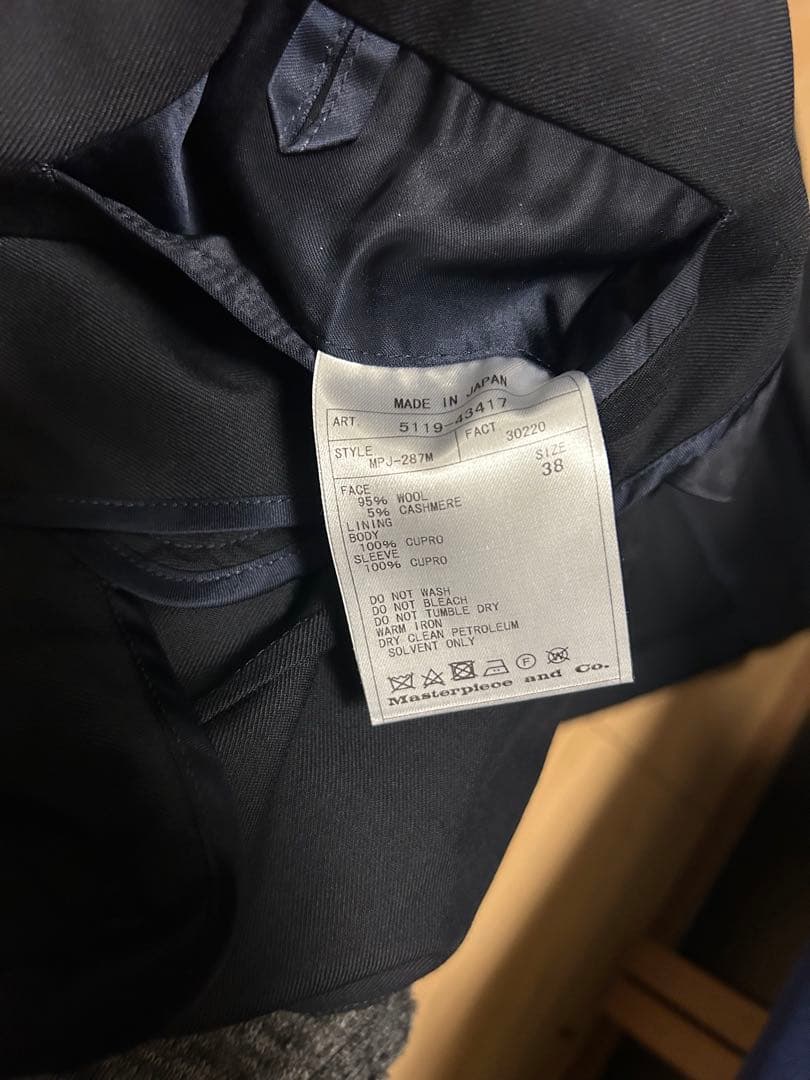 MADE IN JAPAN
ART. 5119-43417
STYLE MPJ-287M FACT 30220
SIZE 38
FACE
95% WOOL
5% CASHMERE
LINING
BODY
100% CUPRO
SLEEVE
100% CUPRO
DO NOT WASH
DO NOT BLEACH
DO NOT TUMBLE DRY
WARM IRON
DRY CLEAN PETROLEUM
SOLVENT ONLY
F W
Masterpiece and Co.